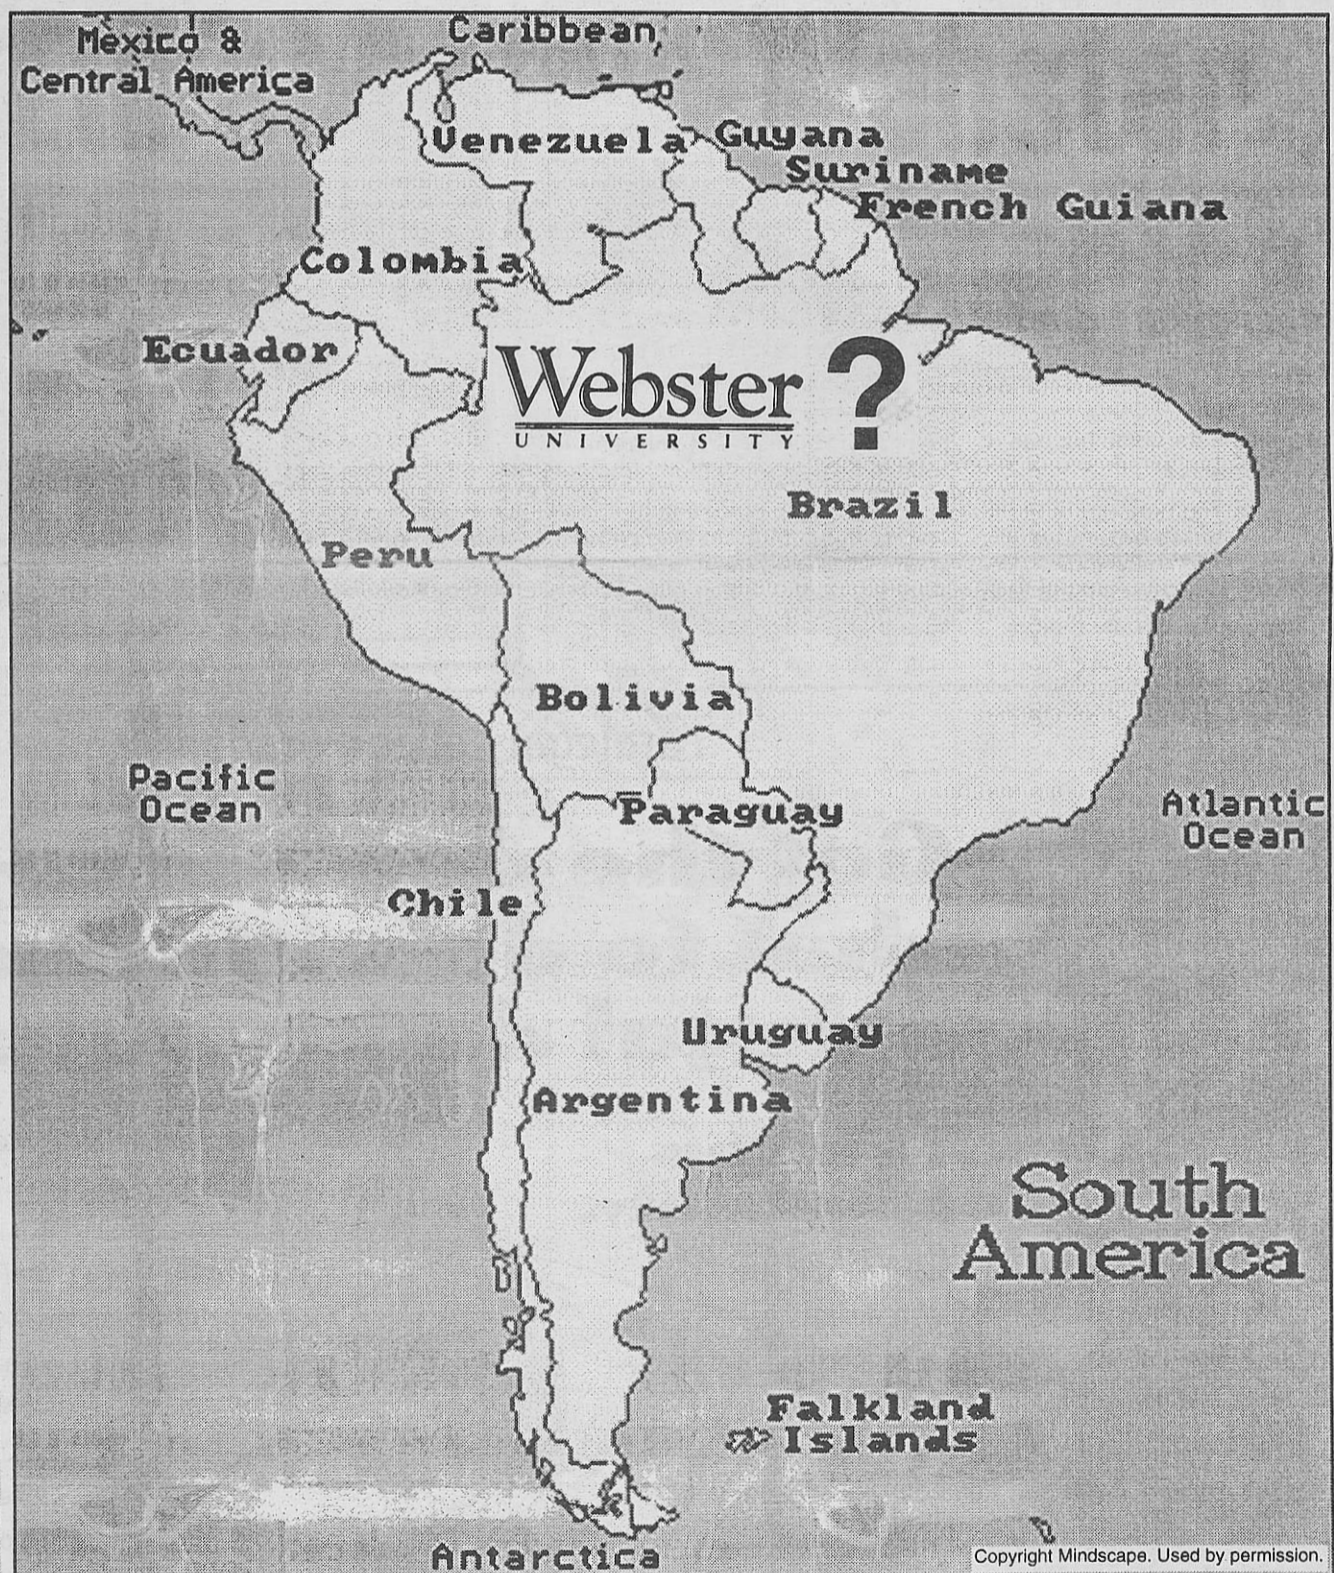 Mexico &
Central America
Caribbean
Venezuela
Guyana
Suriname
French Guiana
Colombia
Ecuador
Webster ?
UNIVERSITY
Brazil
Peru
Bolivia
Pacific
Ocean
Paraguay
Atlantic
Ocean
Chile
Uruguay
Argentina
South
America
Falkland
Islands
Antarctica
Copyright Mindscape. Used by permission.